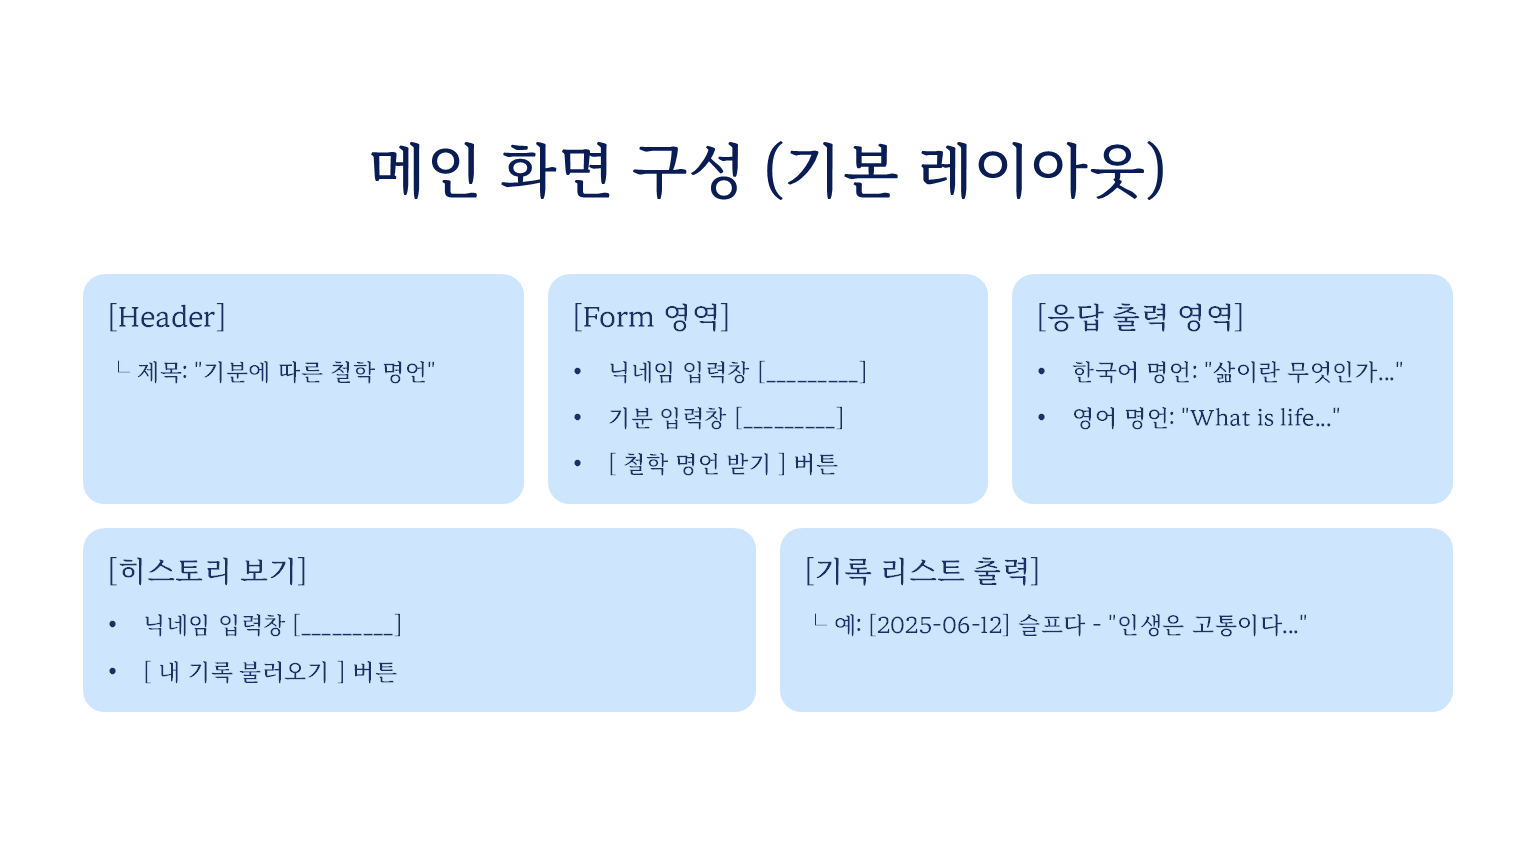 메인 화면 구성 (기본 레이아웃)
[Header]
└ 제목: "기분에 따른 철학 명언"
[Form 영역]
• 닉네임 입력창 [_________]
• 기분 입력창 [_________]
• [ 철학 명언 받기 ] 버튼
[응답 출력 영역]
• 한국어 명언: "삶이란 무엇인가..."
• 영어 명언: "What is life..."
[히스토리 보기]
• 닉네임 입력창 [_________]
• [ 내 기록 불러오기 ] 버튼
[기록 리스트 출력]
└ 예: [2025-06-12] 슬프다 - "인생은 고통이다..."